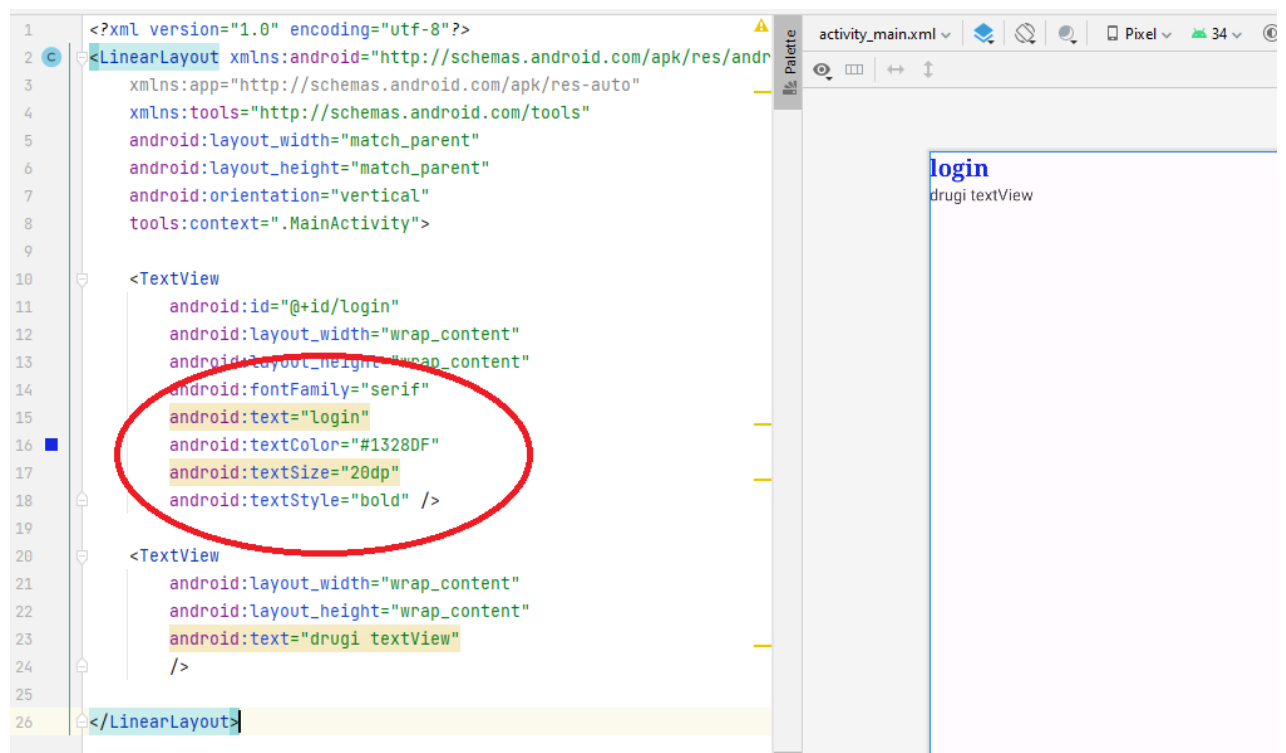 1 <?xml version="1.0" encoding="utf-8"?>
2 C <LinearLayout xmlns:android="http://schemas.android.com/apk/res/andr
3 xmlns:app="http://schemas.android.com/apk/res-auto"
4 xmlns:tools="http://schemas.android.com/tools"
5 android:layout_width="match_parent"
6 android:layout_height="match_parent"
7 android:orientation="vertical"
8 tools:context=".MainActivity">
9
10 <TextView
11 android:id="@+id/login"
12 android:layout_width="wrap_content"
13 android:layout_height="wrap_content"
14 android:fontFamily="serif"
15 android:text="login"
16 android:textColor="#1328DF"
17 android:textSize="20dp"
18 android:textStyle="bold" />
19
20 <TextView
21 android:layout_width="wrap_content"
22 android:layout_height="wrap_content"
23 android:text="drugi textView"
24 />
25
26 </LinearLayout>
Palette
activity_main.xml Pixel 34
login
drugi textView